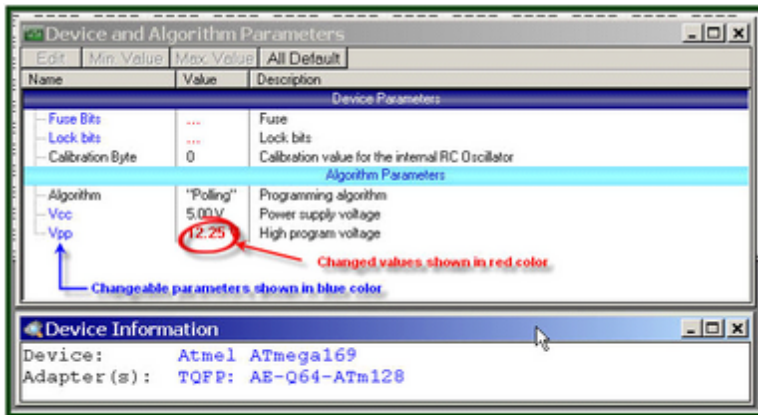 Device and Algorithm Parameters
Edit Min. Value Max. Value All Default
Name Value Description
Device Parameters
Fuse Bits ... Fuse
Lock bits ... Lock bits
Calibration Byte 0 Calibration value for the internal RC Oscillator
Algorithm Parameters
Algorithm "Polling" Programming algorithm
Vcc 5.00 V Power supply voltage
Vpp 12.25 High program voltage
Changed values shown in red color
Changeable parameters shown in blue color
Device Information
Device: Atmel ATmega169
Adapter(s): TQFP: AE-Q64-ATm128